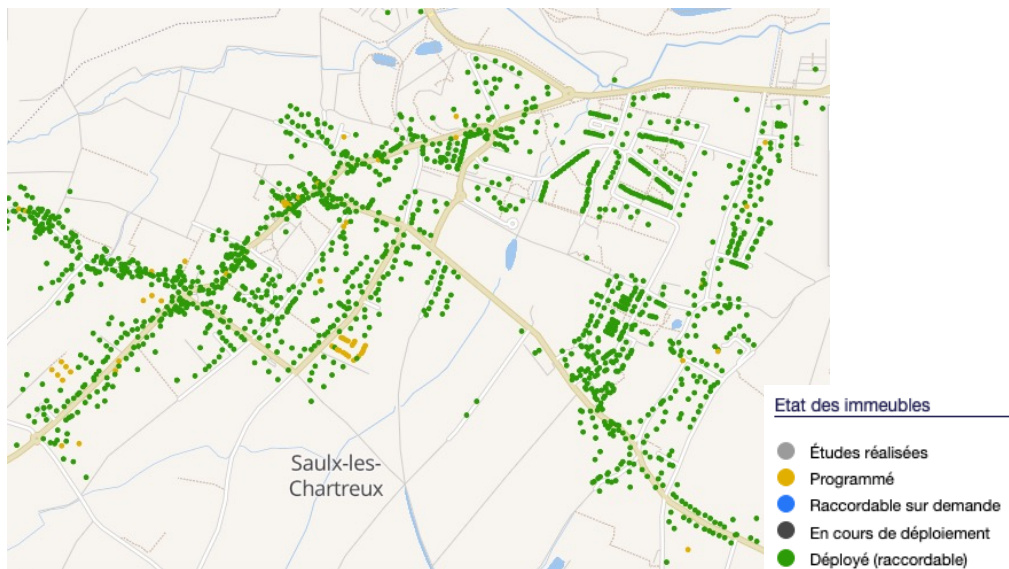 Saulx-les-
Chartreux
Etat des immeubles
Études réalisées
Programmé
Raccordable sur demande
En cours de déploiement
Déployé (raccordable)